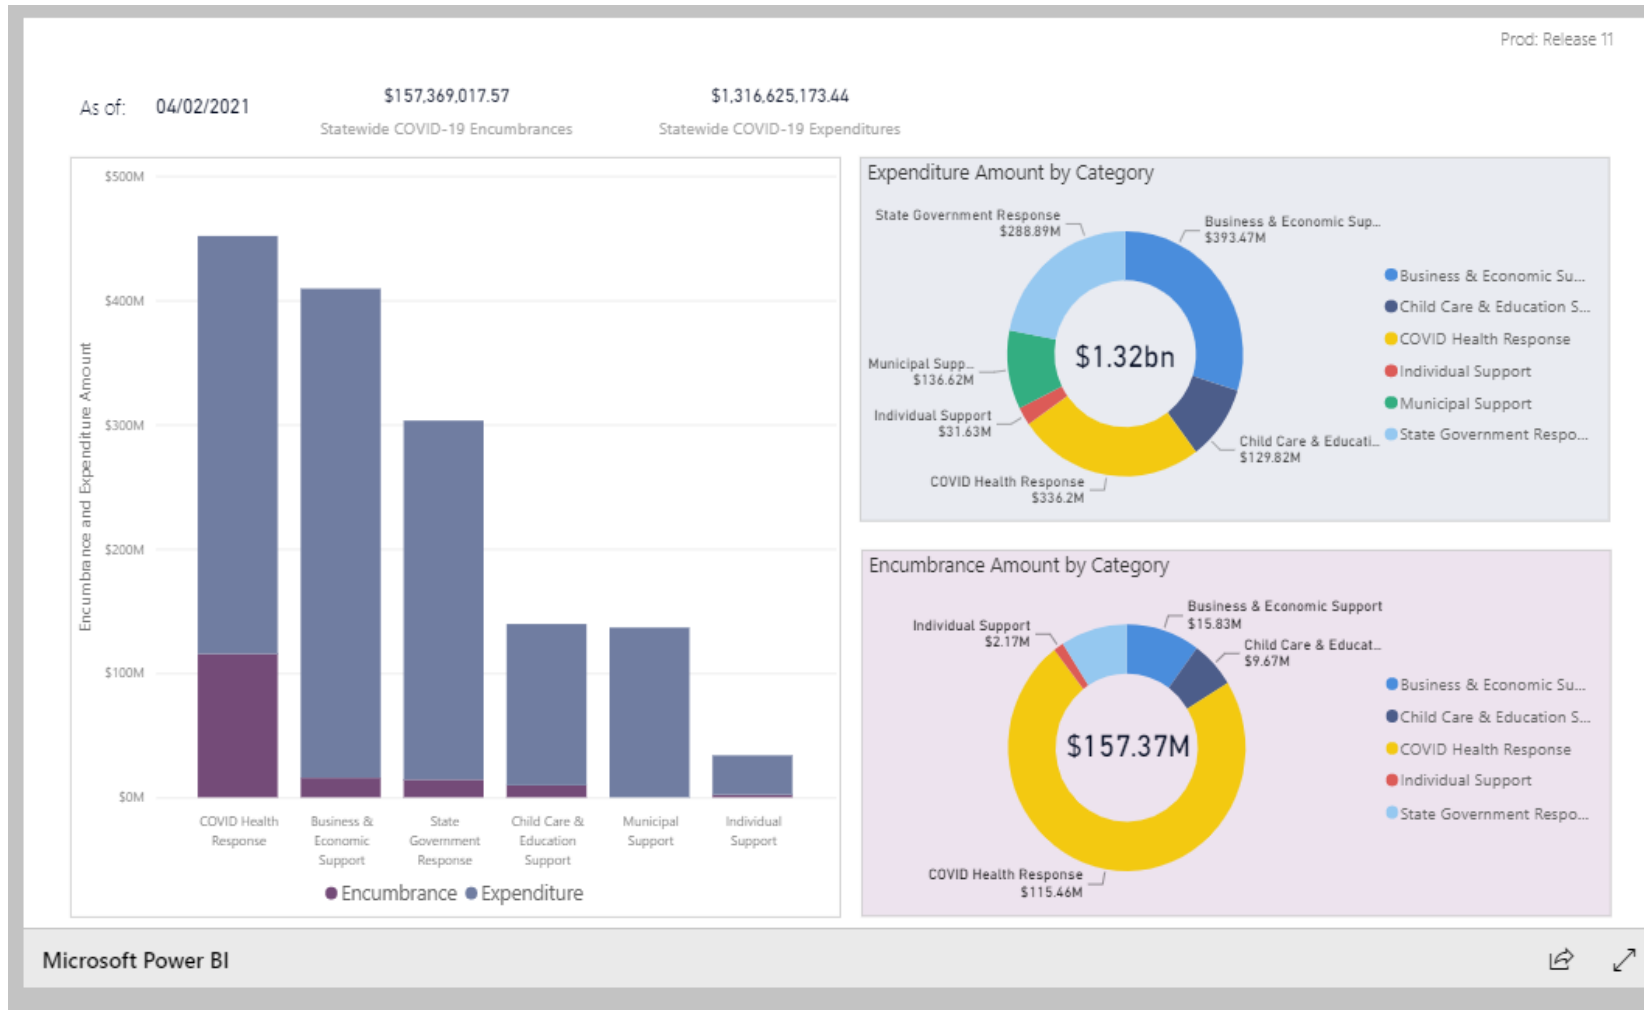 Prod: Release 11
As of: 04/02/2021
$157,369,017.57
Statewide COVID-19 Encumbrances
$1,316,625,173.44
Statewide COVID-19 Expenditures
Encumbrance and Expenditure Amount
$500M
$400M
$300M
$200M
$100M
$0M
COVID Health
Response
Business &
Economic
Support
State
Government
Response
Child Care &
Education
Support
Municipal
Support
Individual
Support
Encumbrance Expenditure
Expenditure Amount by Category
State Government Response
$288.89M
Business & Economic Sup...
$393.47M
Municipal Supp...
$136.62M
Individual Support
$31.63M
COVID Health Response
$336.2M
Child Care & Educati...
$129.82M
$1.32bn
Business & Economic Su...
Child Care & Education S...
COVID Health Response
Individual Support
Municipal Support
State Government Respo...
Encumbrance Amount by Category
Individual Support
$2.17M
Business & Economic Support
$15.83M
Child Care & Educat...
$9.67M
$157.37M
COVID Health Response
$115.46M
Business & Economic Su...
Child Care & Education S...
COVID Health Response
Individual Support
State Government Respo...
Microsoft Power BI